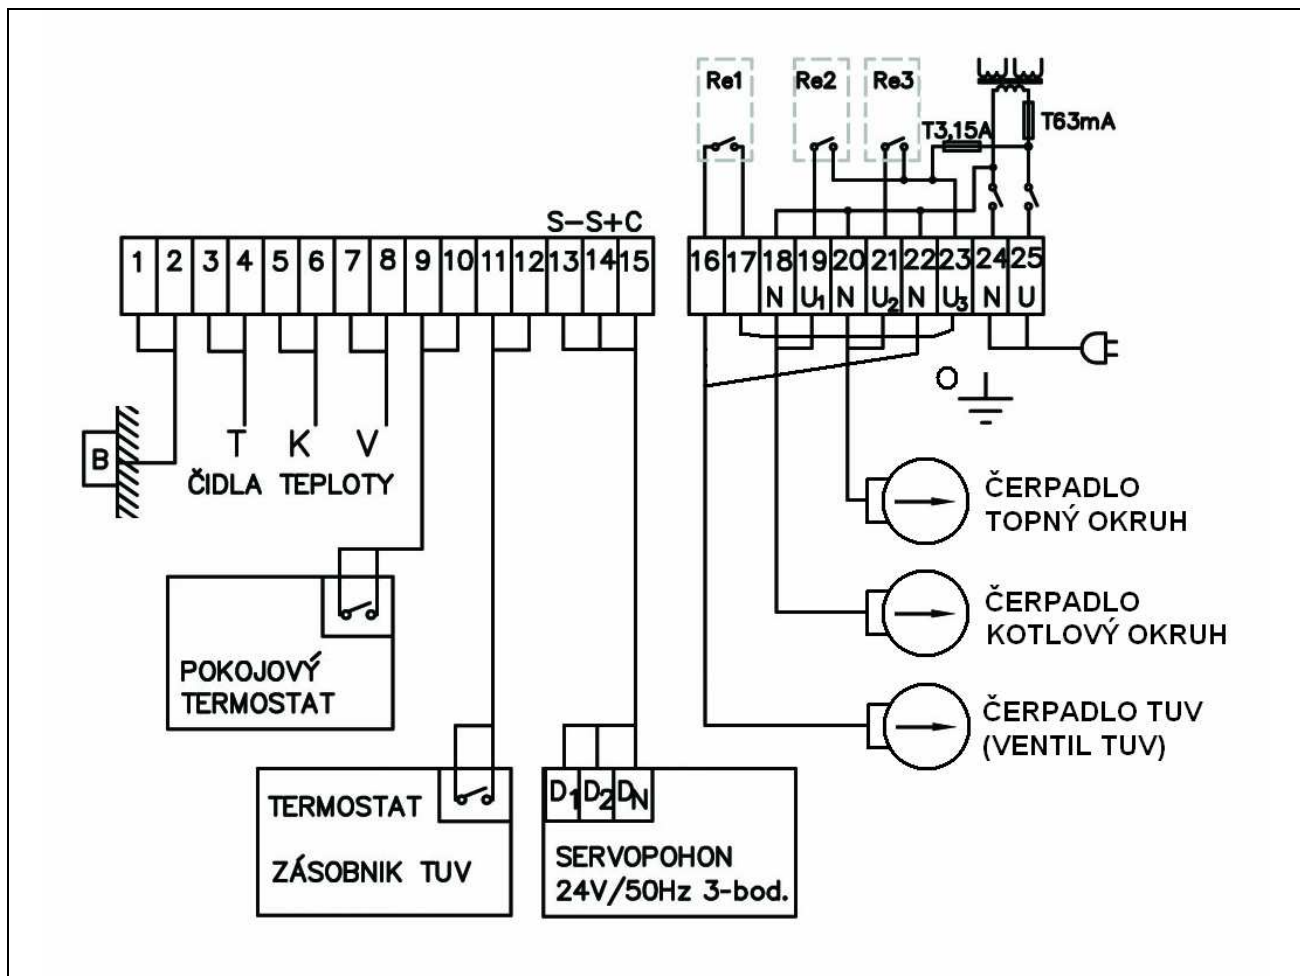 Re1 Re2 Re3
T3,15A T63mA
S-S+C
1 2 3 4 5 6 7 8 9 10 11 12 13 14 15
16 17 18 19 20 21 22 23 24 25
N U1 N U2 N U3 N U
O
B
T K V
ČIDLA TEPLOTY
ČERPADLO
TOPNÝ OKRUH
ČERPADLO
KOTLOVÝ OKRUH
ČERPADLO TUV
(VENTIL TUV)
POKOJOVÝ
TERMOSTAT
TERMOSTAT
ZÁSOBNIK TUV
D1 D2 DN
SERVOPOHON
24V/50Hz 3-bod.